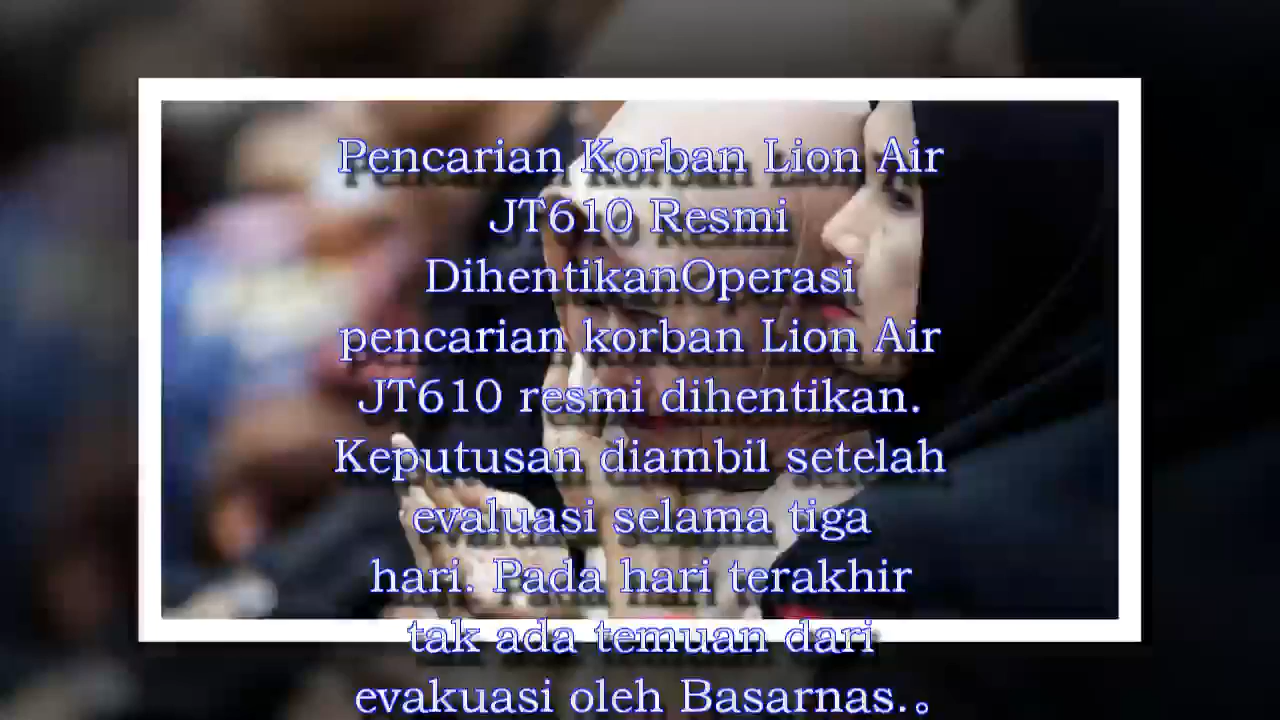 Pencarian Korban Lion Air
JT610 Resmi
DihentikanOperasi
pencarian korban Lion Air
JT610 resmi dihentikan.
Keputusan diambil setelah
evaluasi selama tiga
hari. Pada hari terakhir
tak ada temuan dari
evakuasi oleh Basarnas.。